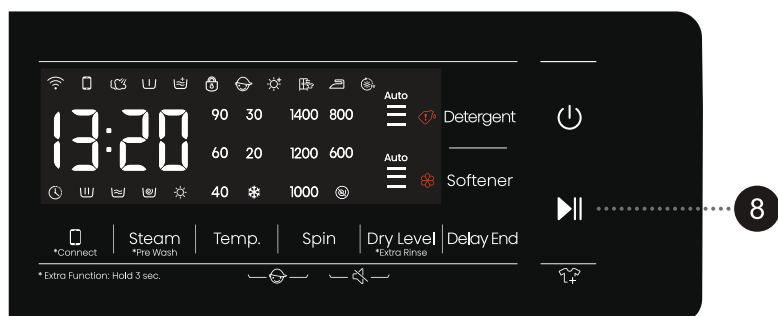 Auto
90 30 1400 800
Detergent
13:20
60 20 1200 600
Auto
Softener
40 1000
8
*Connect
Steam
*Pre Wash
Temp.
Spin
Dry Level
*Extra Rinse
Delay End
* Extra Function: Hold 3 sec.